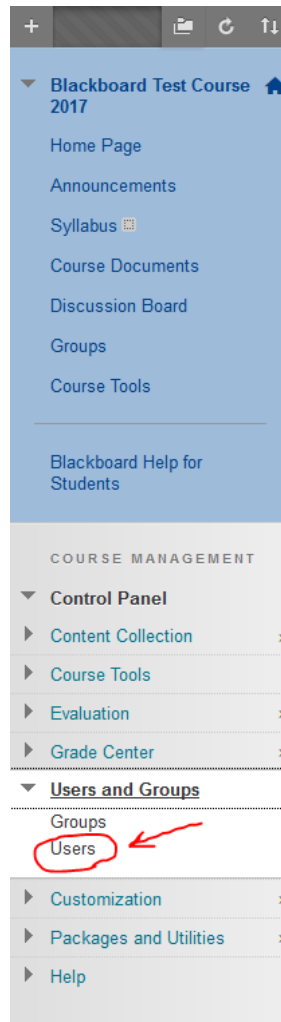 Blackboard Test Course
2017
Home Page
Announcements
Syllabus
Course Documents
Discussion Board
Groups
Course Tools
Blackboard Help for
Students
COURSE MANAGEMENT
Control Panel
Content Collection
Course Tools
Evaluation
Grade Center
Users and Groups
Groups
Users
Customization
Packages and Utilities
Help